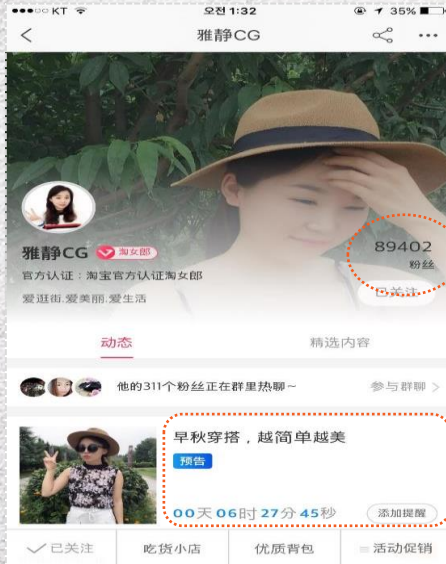 KT 오전 1:32 35%
雅静CG
雅静CG 淘女郎
89402
粉丝
官方认证：淘宝官方认证淘女郎
已关注
爱逛街.爱美丽.爱生活
动态 精选内容
他的311个粉丝正在群里热聊~ 参与群聊 >
早秋穿搭，越简单越美
预告
00天06时27分45秒 添加提醒
已关注 吃货小店 优质背包 活动促销